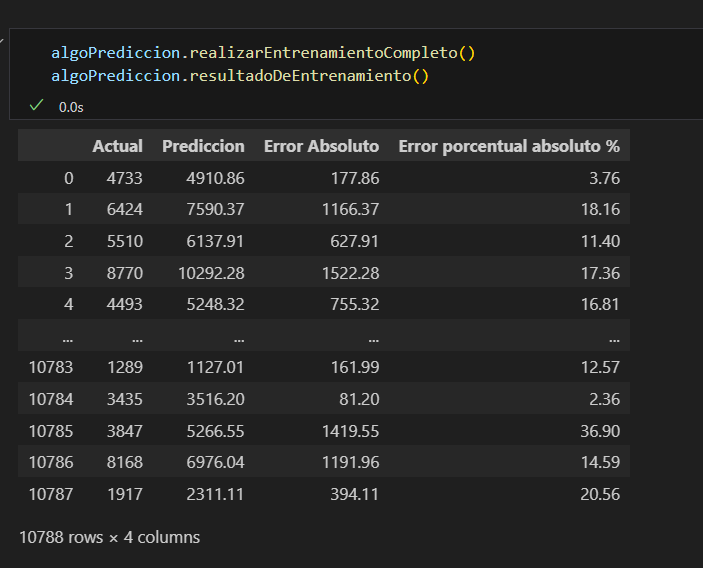 algoPrediccion.realizarEntrenamientoCompleto()
algoPrediccion.resultadoDeEntrenamiento()
0.0s
Actual Prediccion Error Absoluto Error porcentual absoluto %
0 4733 4910.86 177.86 3.76
1 6424 7590.37 1166.37 18.16
2 5510 6137.91 627.91 11.40
3 8770 10292.28 1522.28 17.36
4 4493 5248.32 755.32 16.81
... ... ... ... ...
10783 1289 1127.01 161.99 12.57
10784 3435 3516.20 81.20 2.36
10785 3847 5266.55 1419.55 36.90
10786 8168 6976.04 1191.96 14.59
10787 1917 2311.11 394.11 20.56
10788 rows × 4 columns